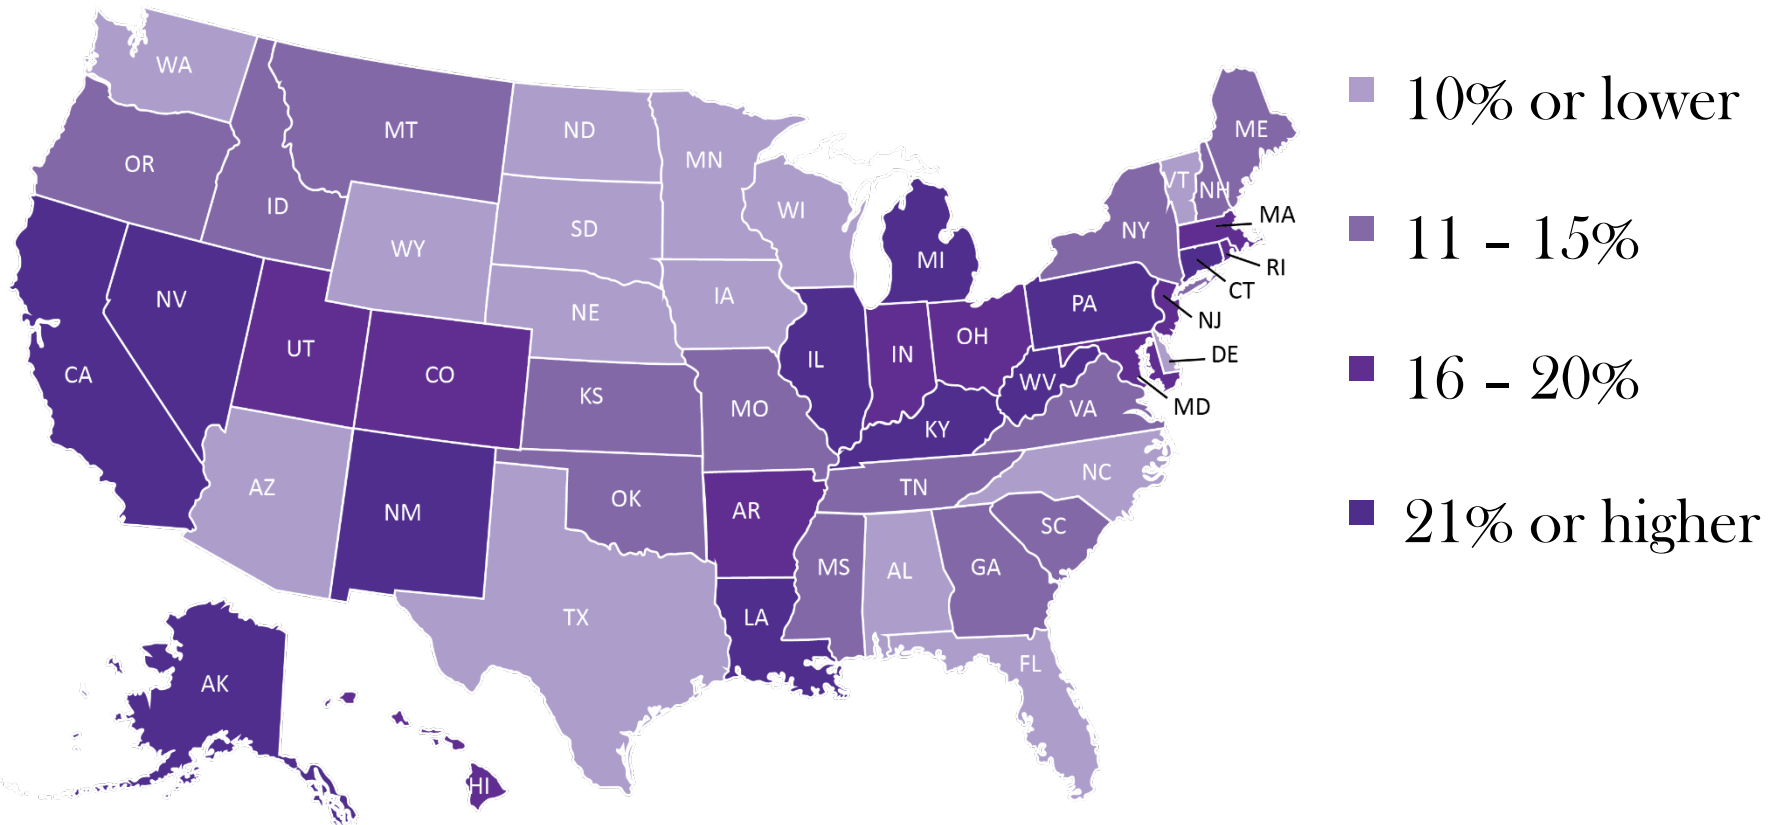 WA
OR
CA
NV
ID
MT
WY
UT
CO
AZ
NM
ND
SD
NE
KS
OK
TX
MN
IA
MO
AR
LA
WI
IL
MI
IN
OH
KY
WV
TN
MS
AL
GA
FL
SC
NC
VA
PA
NY
VT
NH
ME
MA
RI
CT
NJ
DE
MD
AK
HI
10% or lower
11 – 15%
16 – 20%
21% or higher